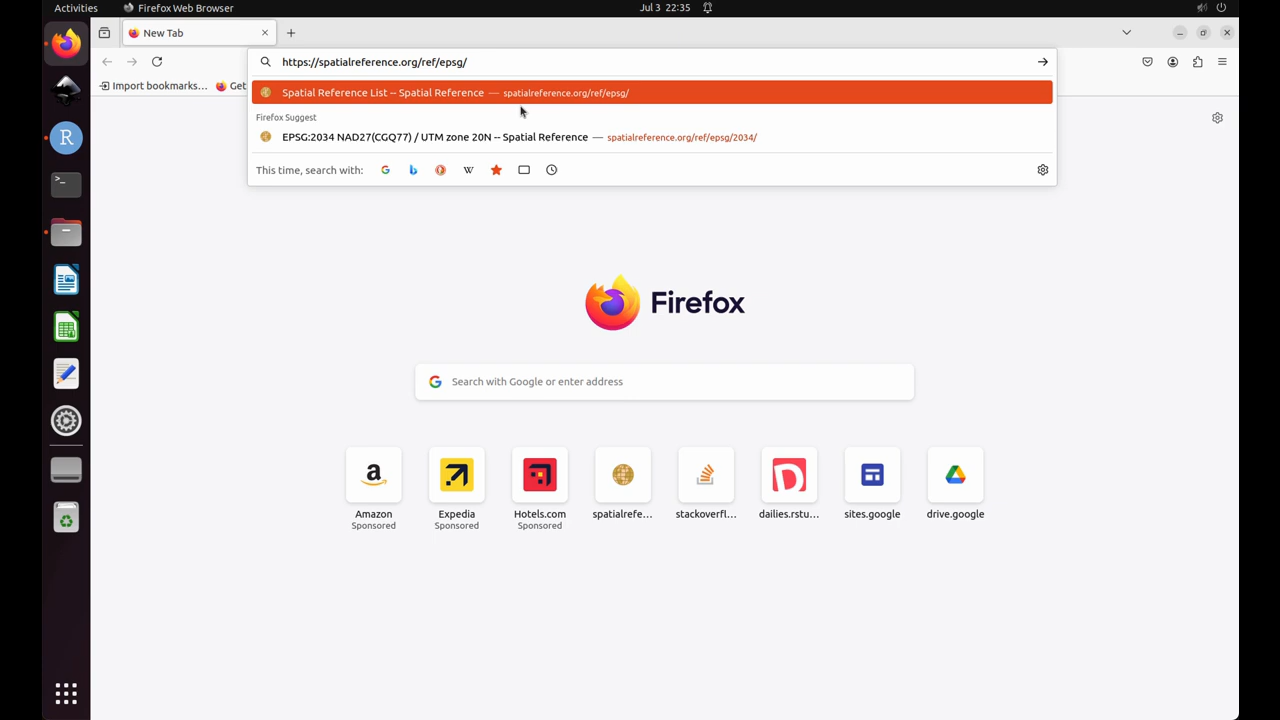 Activities Firefox Web Browser Jul 3 22:35
New Tab
https://spatialreference.org/ref/epsg/
Import bookmarks... Get
Spatial Reference List -- Spatial Reference — spatialreference.org/ref/epsg/
Firefox Suggest
EPSG:2034 NAD27(CGQ77) / UTM zone 20N -- Spatial Reference — spatialreference.org/ref/epsg/2034/
This time, search with:
Firefox
Search with Google or enter address
Amazon Expedia Hotels.com spatialrefe... stackoverfl... dailies.rstu... sites.google drive.google
Sponsored Sponsored Sponsored